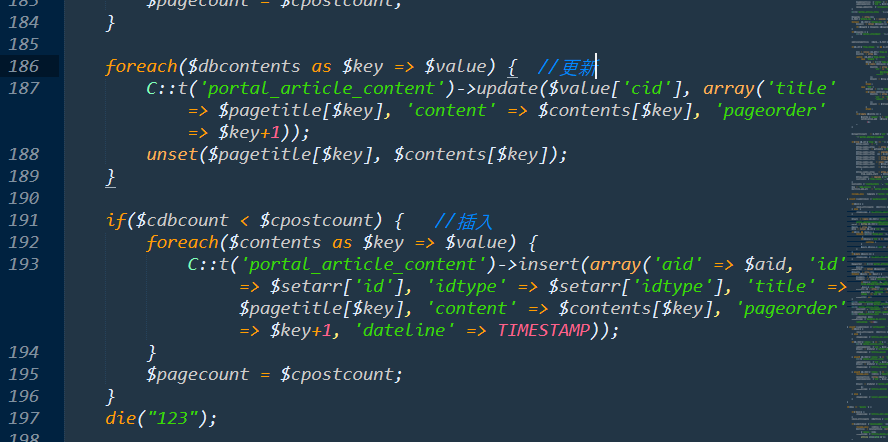 183 $pagecount = $cpostcount;
184 }
185
186 foreach($dbcontents as $key => $value) {  //更新
187 C::t('portal_article_content')->update($value['cid'], array('title'
=> $pagetitle[$key], 'content' => $contents[$key], 'pageorder'
=> $key+1));
188 unset($pagetitle[$key], $contents[$key]);
189 }
190
191 if($cdbcount < $cpostcount) {   //插入
192 foreach($contents as $key => $value) {
193 C::t('portal_article_content')->insert(array('aid' => $aid, 'id'
=> $setarr['id'], 'idtype' => $setarr['idtype'], 'title' =>
$pagetitle[$key], 'content' => $contents[$key], 'pageorder'
=> $key+1, 'dateline' => TIMESTAMP));
194 }
195 $pagecount = $cpostcount;
196 }
197 die("123");
198